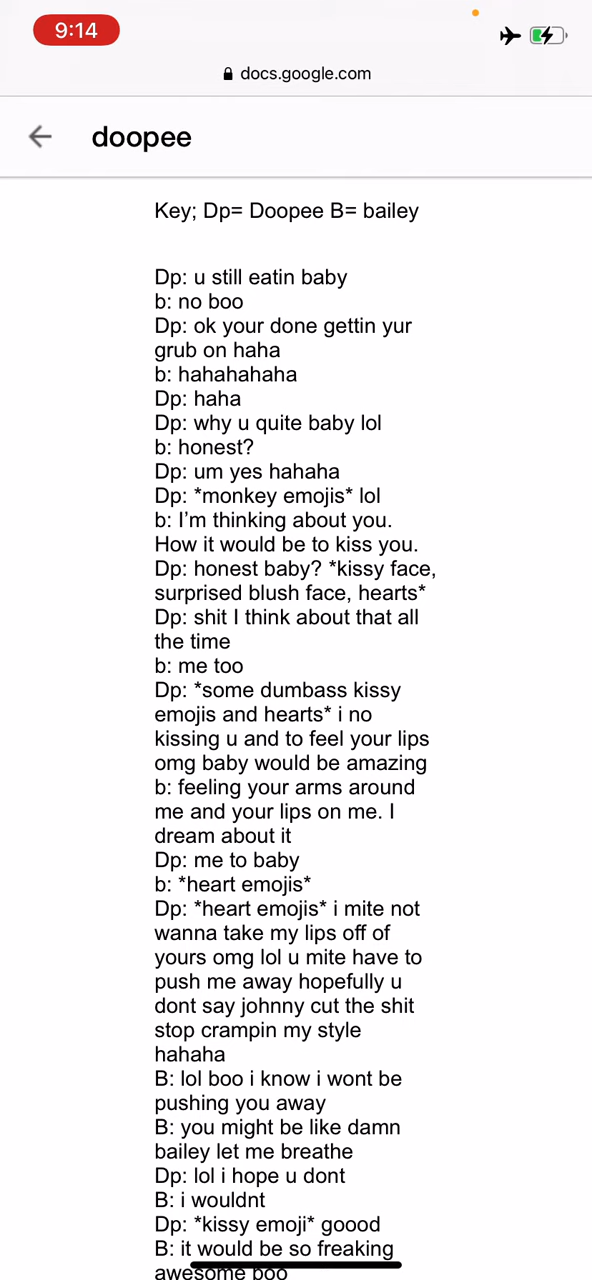 9:14
docs.google.com
doopee
Key; Dp= Doopee B= bailey
Dp: u still eatin baby
b: no boo
Dp: ok your done gettin yur
grub on haha
b: hahahahaha
Dp: haha
Dp: why u quite baby lol
b: honest?
Dp: um yes hahaha
Dp: *monkey emojis* lol
b: I’m thinking about you.
How it would be to kiss you.
Dp: honest baby? *kissy face,
surprised blush face, hearts*
Dp: shit I think about that all
the time
b: me too
Dp: *some dumbass kissy
emojis and hearts* i no
kissing u and to feel your lips
omg baby would be amazing
b: feeling your arms around
me and your lips on me. I
dream about it
Dp: me to baby
b: *heart emojis*
Dp: *heart emojis* i mite not
wanna take my lips off of
yours omg lol u mite have to
push me away hopefully u
dont say johnny cut the shit
stop crampin my style
hahaha
B: lol boo i know i wont be
pushing you away
B: you might be like damn
bailey let me breathe
Dp: lol i hope u dont
B: i wouldnt
Dp: *kissy emoji* goood
B: it would be so freaking
awesome boo